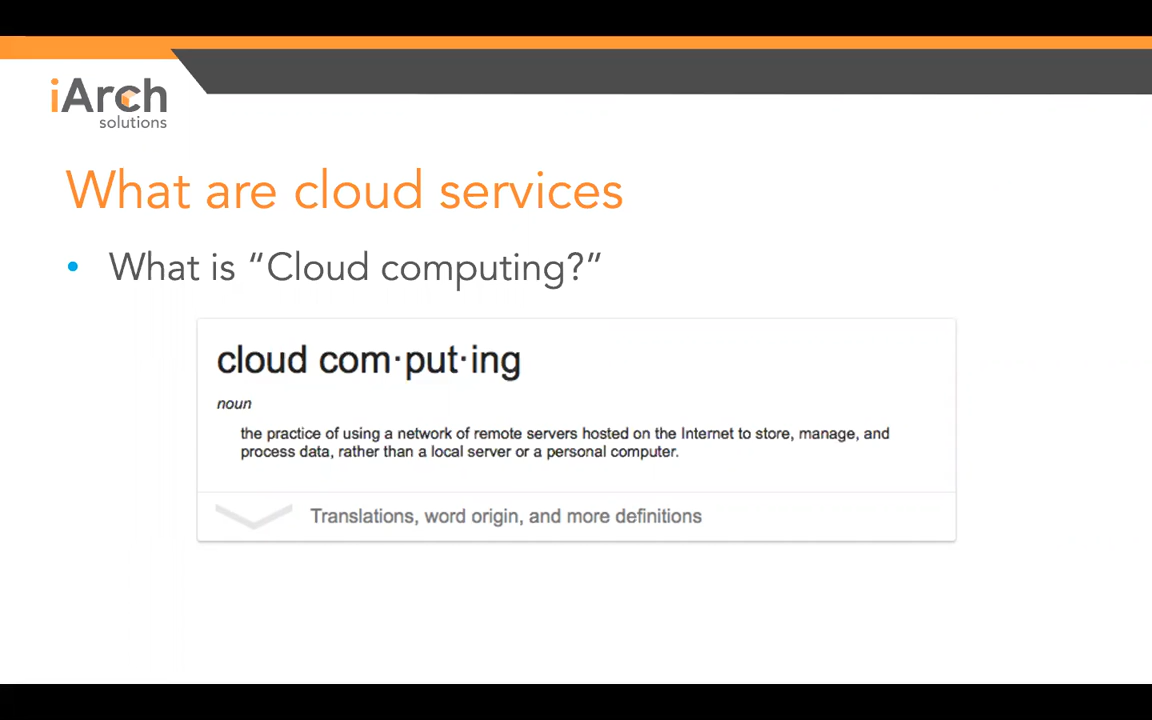 iArch
solutions
What are cloud services
• What is “Cloud computing?”
cloud com·put·ing
noun
the practice of using a network of remote servers hosted on the Internet to store, manage, and
process data, rather than a local server or a personal computer.
Translations, word origin, and more definitions